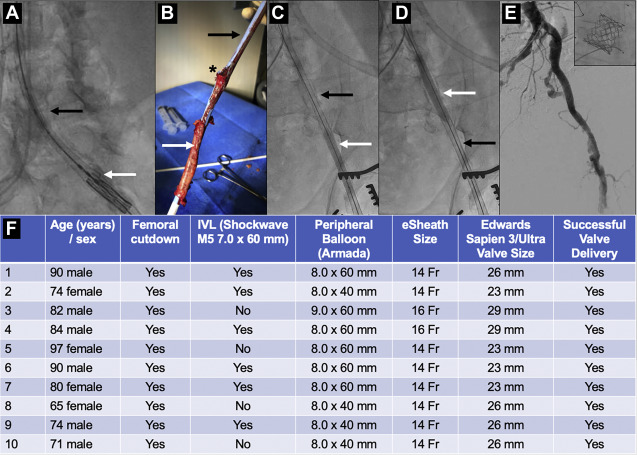 A
B
*
C
D
E
F
Age (years) / sex Femoral cutdown IVL (Shockwave M5 7.0 x 60 mm) Peripheral Balloon (Armada) eSheath Size Edwards Sapien 3/Ultra Valve Size Successful Valve Delivery
1 90 male Yes Yes 8.0 x 60 mm 14 Fr 26 mm Yes
2 74 female Yes Yes 8.0 x 40 mm 14 Fr 23 mm Yes
3 82 male Yes No 9.0 x 60 mm 16 Fr 29 mm Yes
4 84 male Yes Yes 8.0 x 60 mm 16 Fr 29 mm Yes
5 97 female Yes No 8.0 x 60 mm 14 Fr 23 mm Yes
6 90 male Yes Yes 8.0 x 60 mm 14 Fr 23 mm Yes
7 80 female Yes Yes 8.0 x 60 mm 14 Fr 23 mm Yes
8 65 female Yes No 8.0 x 40 mm 14 Fr 26 mm Yes
9 74 male Yes Yes 8.0 x 40 mm 14 Fr 26 mm Yes
10 71 male Yes No 8.0 x 40 mm 14 Fr 26 mm Yes